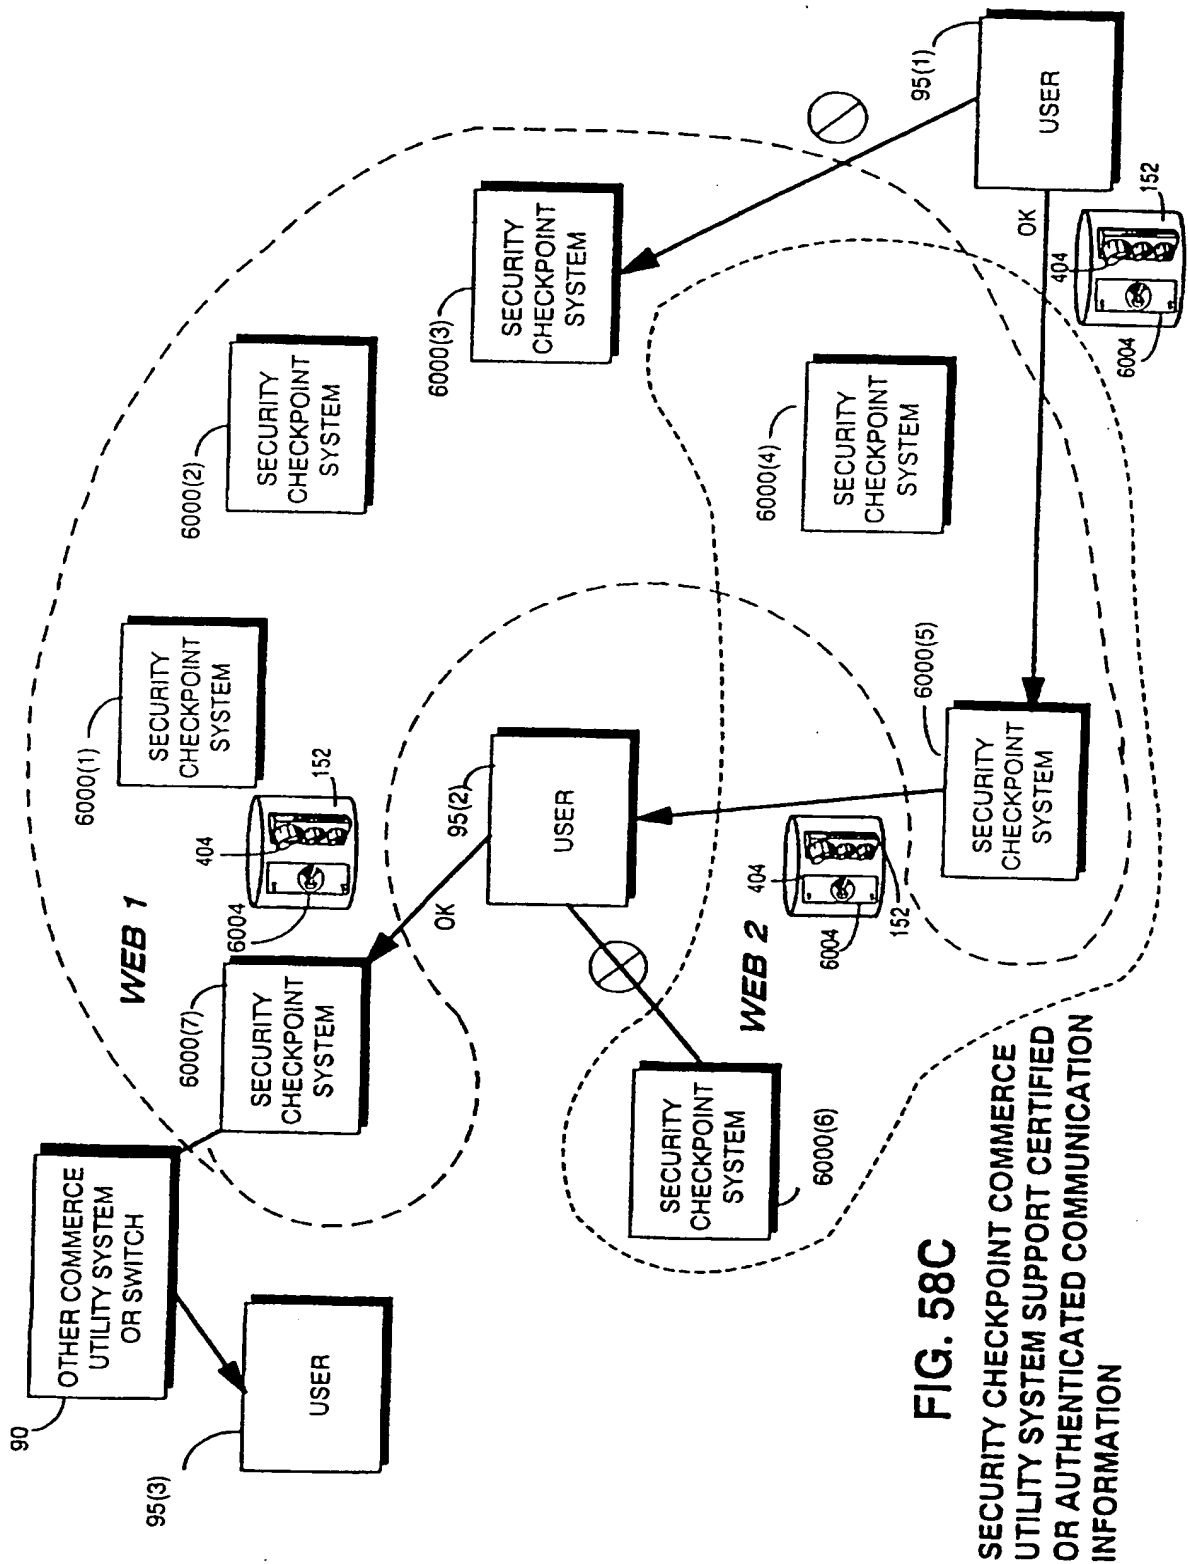 90
OTHER COMMERCE
UTILITY SYSTEM
OR SWITCH
95(3)
USER
WEB 1
6000(7)
SECURITY
CHECKPOINT
SYSTEM
6000(1)
SECURITY
CHECKPOINT
SYSTEM
6000(2)
SECURITY
CHECKPOINT
SYSTEM
6000(3)
SECURITY
CHECKPOINT
SYSTEM
404
152
6004
OK
95(2)
USER
95(1)
USER
OK
404
152
6004
6000(4)
SECURITY
CHECKPOINT
SYSTEM
6000(5)
SECURITY
CHECKPOINT
SYSTEM
WEB 2
404
6004
152
SECURITY
CHECKPOINT
SYSTEM
6000(6)
FIG. 58C
SECURITY CHECKPOINT COMMERCE
UTILITY SYSTEM SUPPORT CERTIFIED
OR AUTHENTICATED COMMUNICATION
INFORMATION